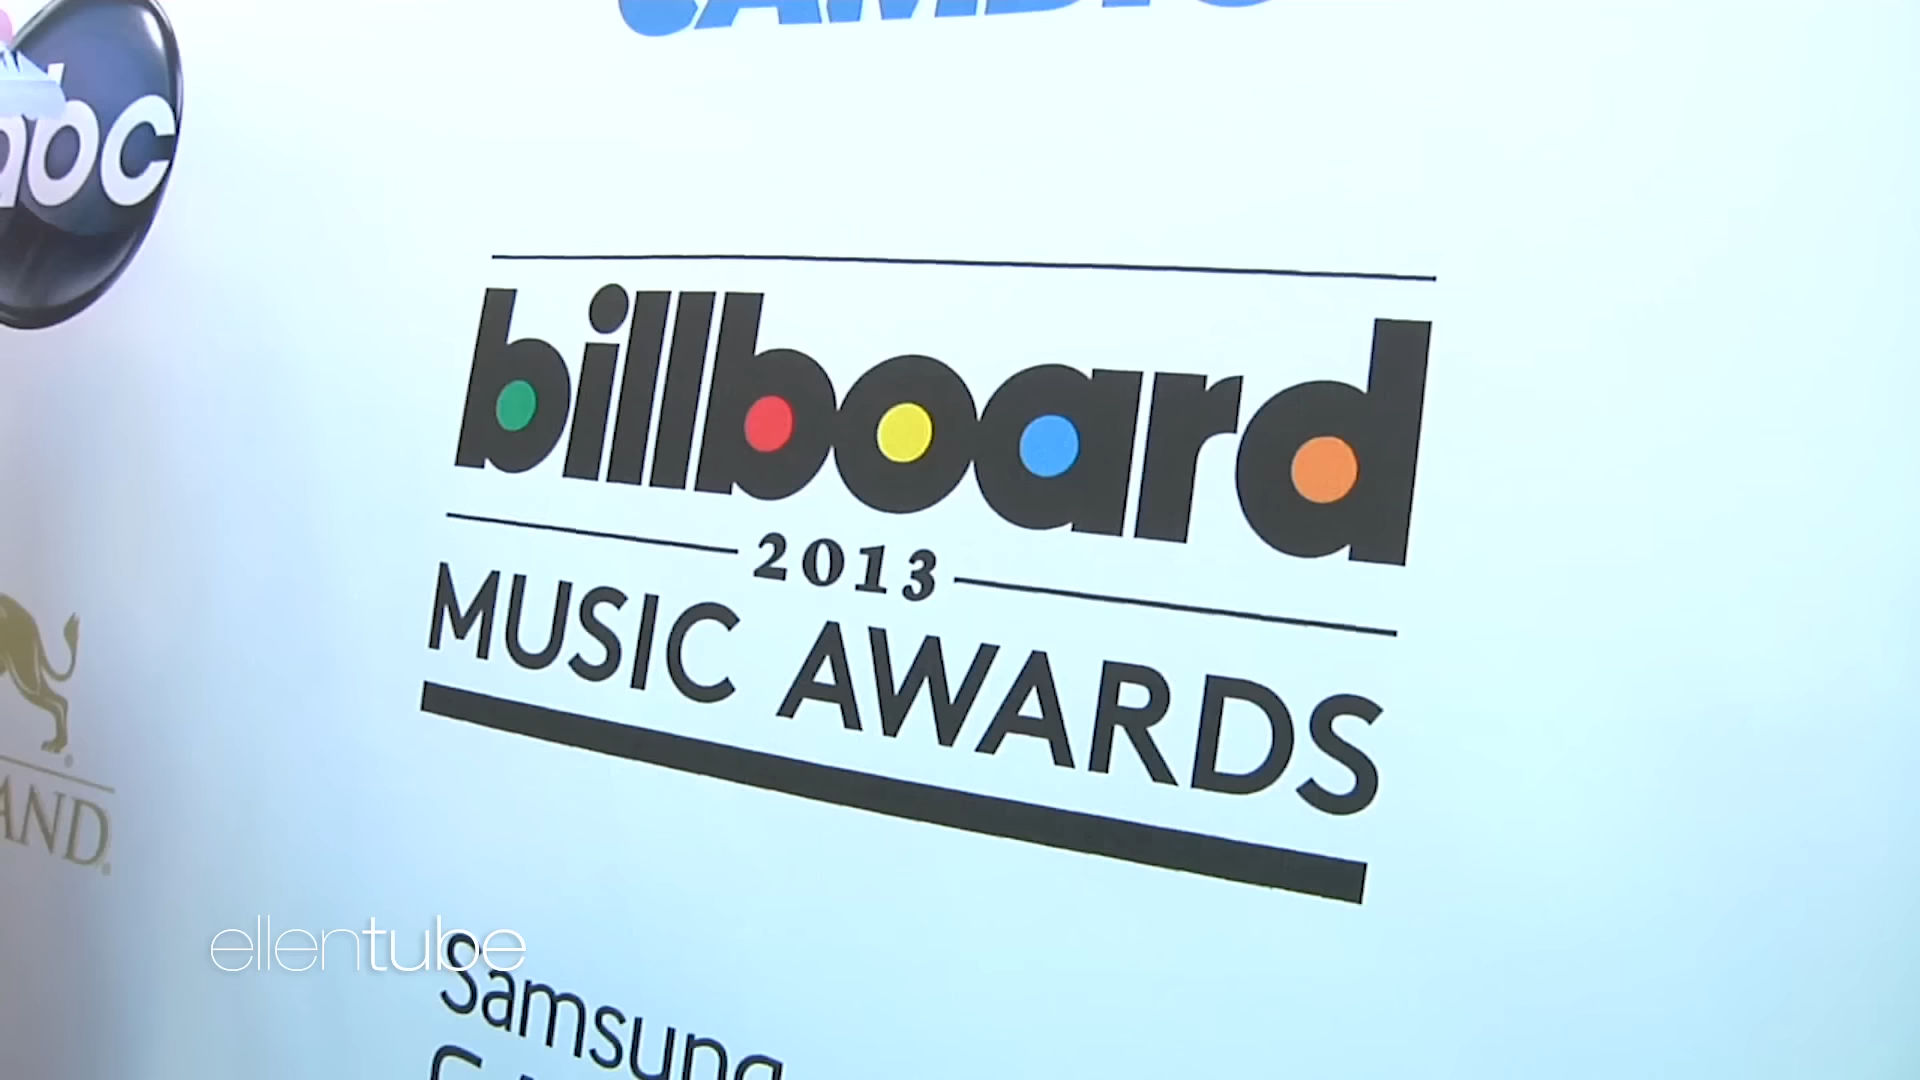 abc
billboard
2013
MUSIC AWARDS
ellentube
Samsung